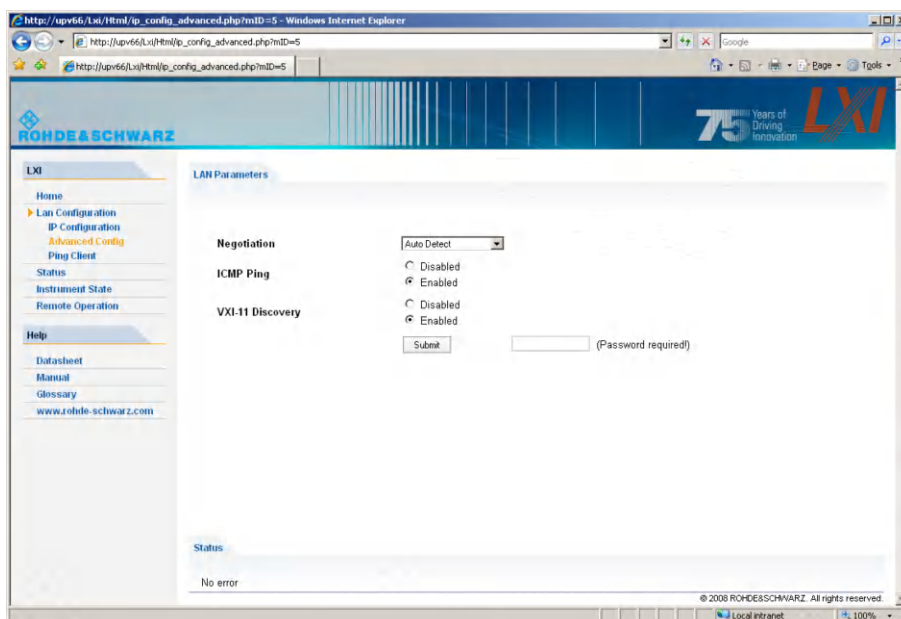 http://upv66/Lxi/Html/ip_config_advanced.php?mID=5 - Windows Internet Explorer
http://upv66/Lxi/Html/ip_config_advanced.php?mID=5
Google
http://upv66/Lxi/Html/ip_config_advanced.php?mID=5
Page
Tools
ROHDE&SCHWARZ
75 Years of
Driving
Innovation
LXI
LXI
Home
Lan Configuration
IP Configuration
Advanced Config
Ping Client
Status
Instrument State
Remote Operation
Help
Datasheet
Manual
Glossary
www.rohde-schwarz.com
LAN Parameters
Negotiation
Auto Detect
ICMP Ping
Disabled
Enabled
VXI-11 Discovery
Disabled
Enabled
Submit
(Password required!)
Status
No error
© 2008 ROHDE&SCHWARZ. All rights reserved.
Local intranet
100%